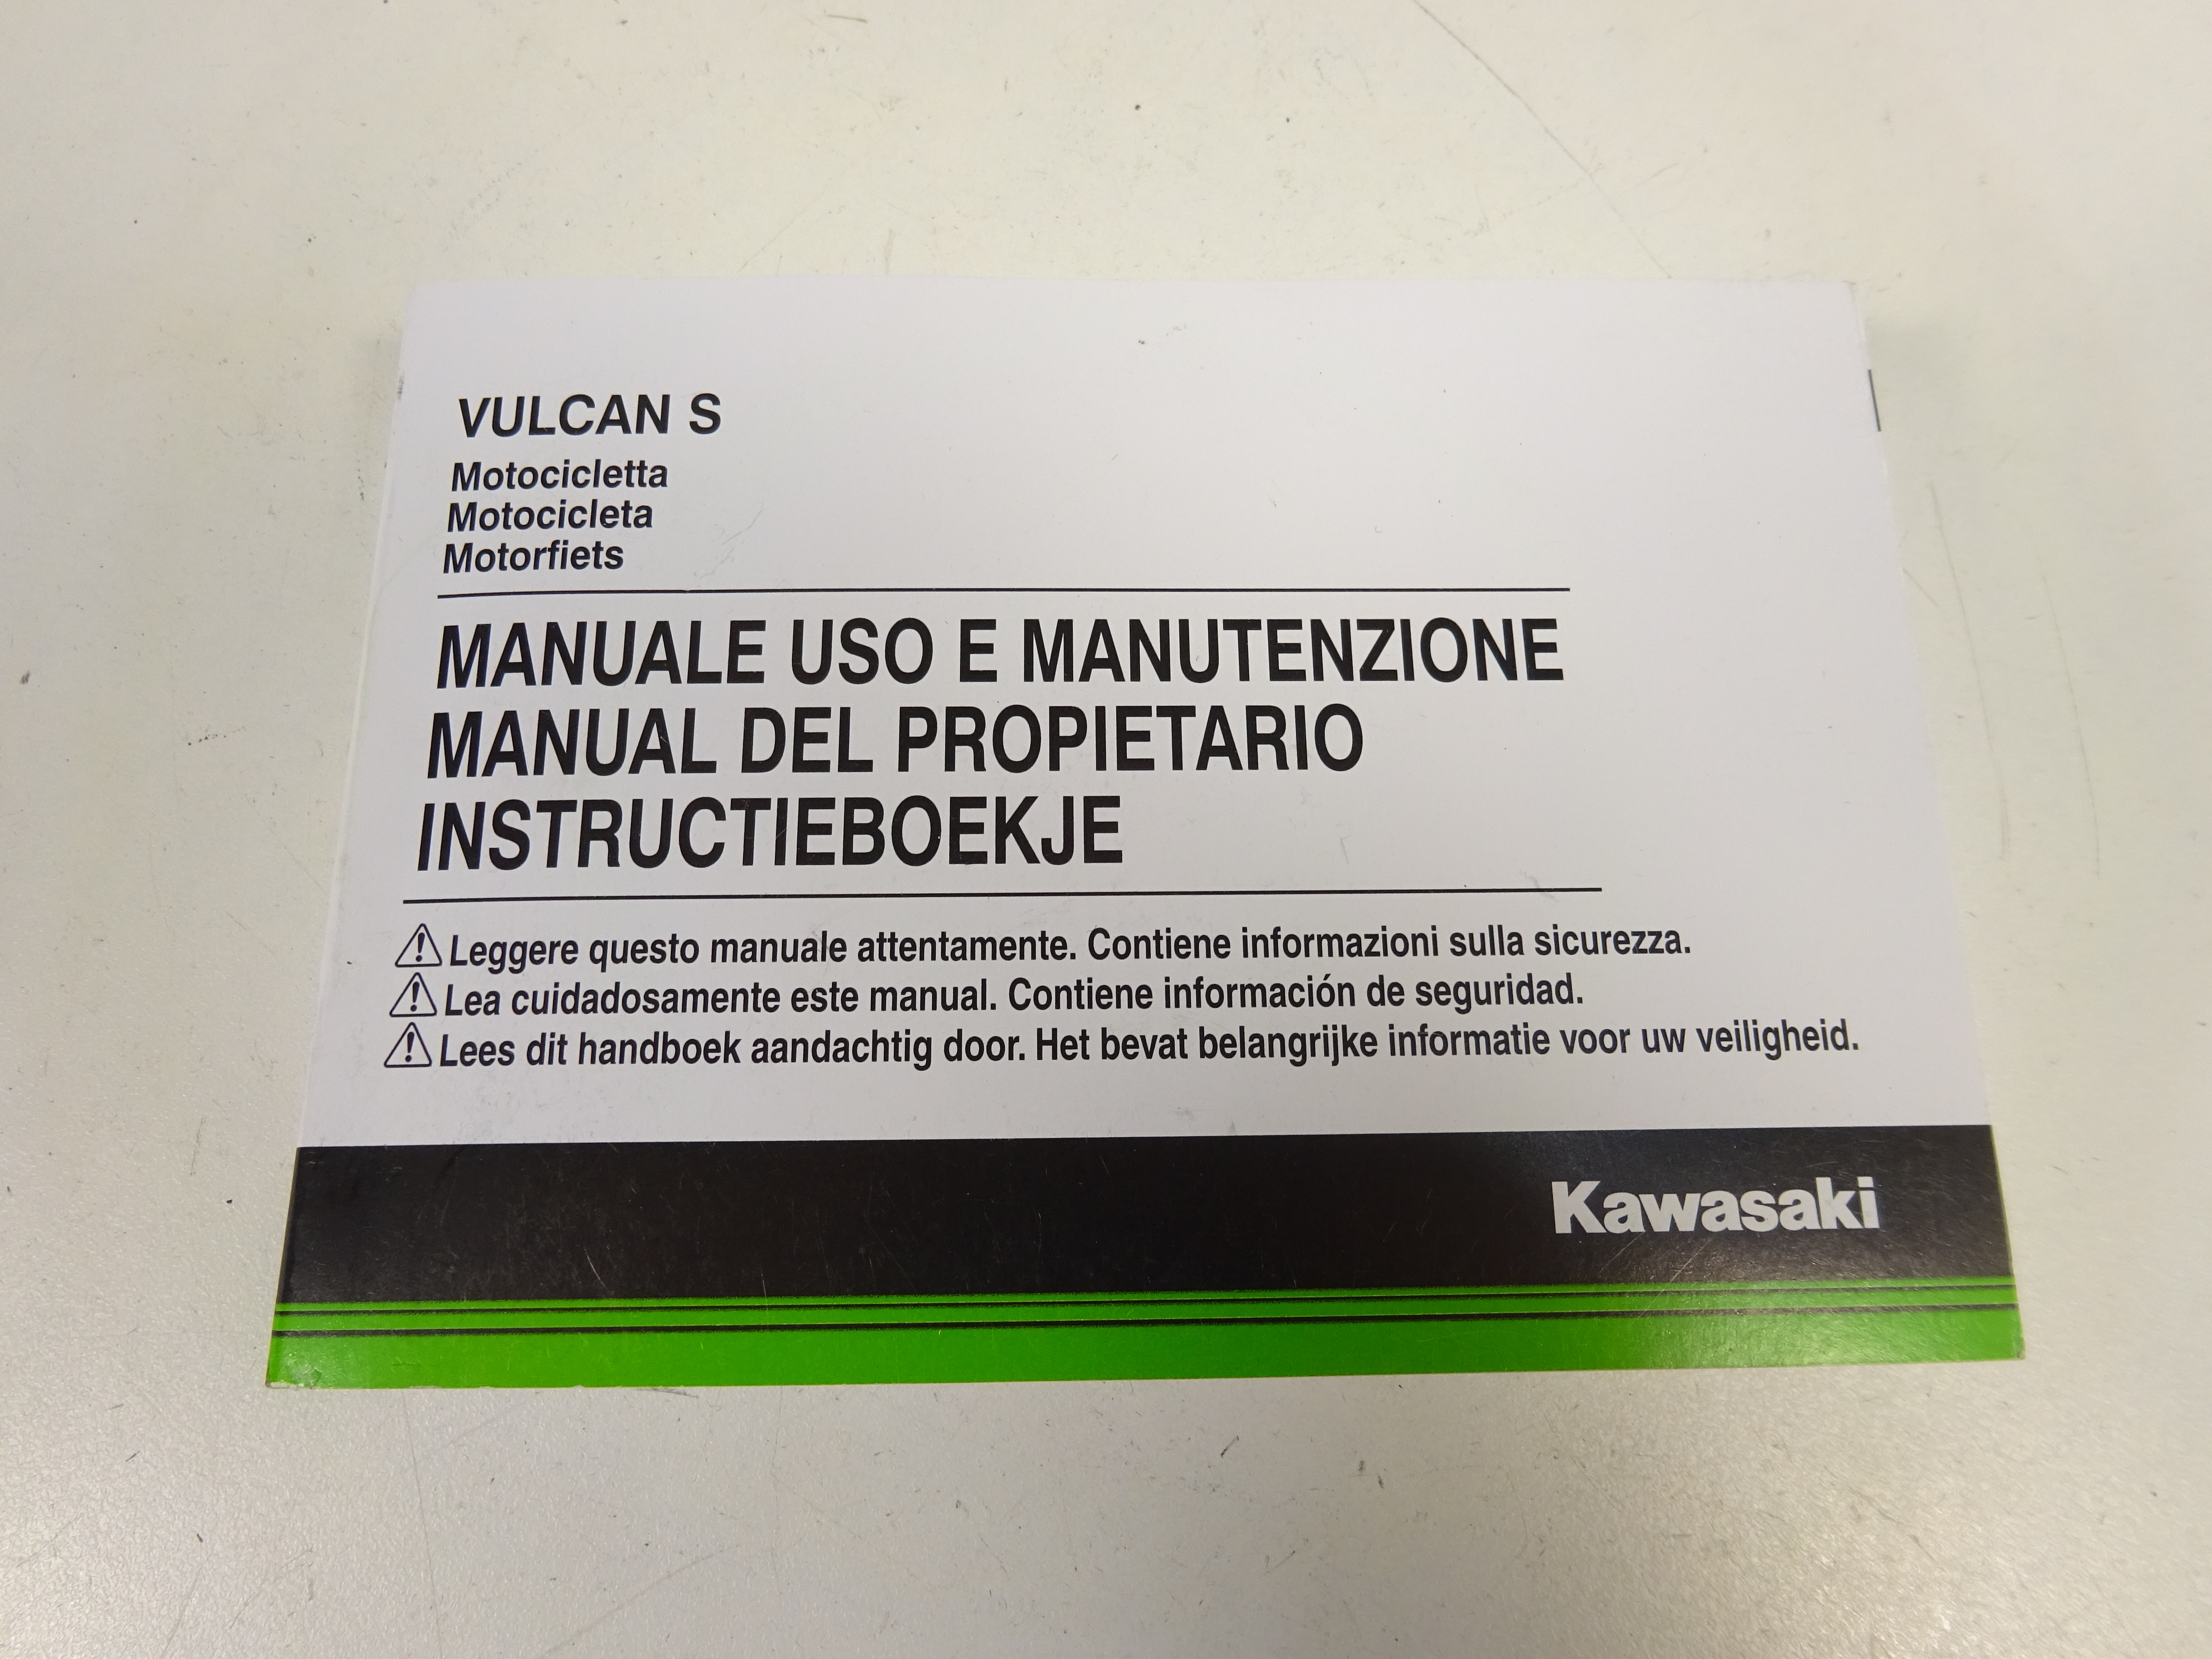 VULCAN S
Motocicletta
Motocicleta
Motorfiets
MANUALE USO E MANUTENZIONE
MANUAL DEL PROPIETARIO
INSTRUCTIEBOEKJE
⚠ Leggere questo manuale attentamente. Contiene informazioni sulla sicurezza.
⚠ Lea cuidadosamente este manual. Contiene información de seguridad.
⚠ Lees dit handboek aandachtig door. Het bevat belangrijke informatie voor uw veiligheid.
Kawasaki